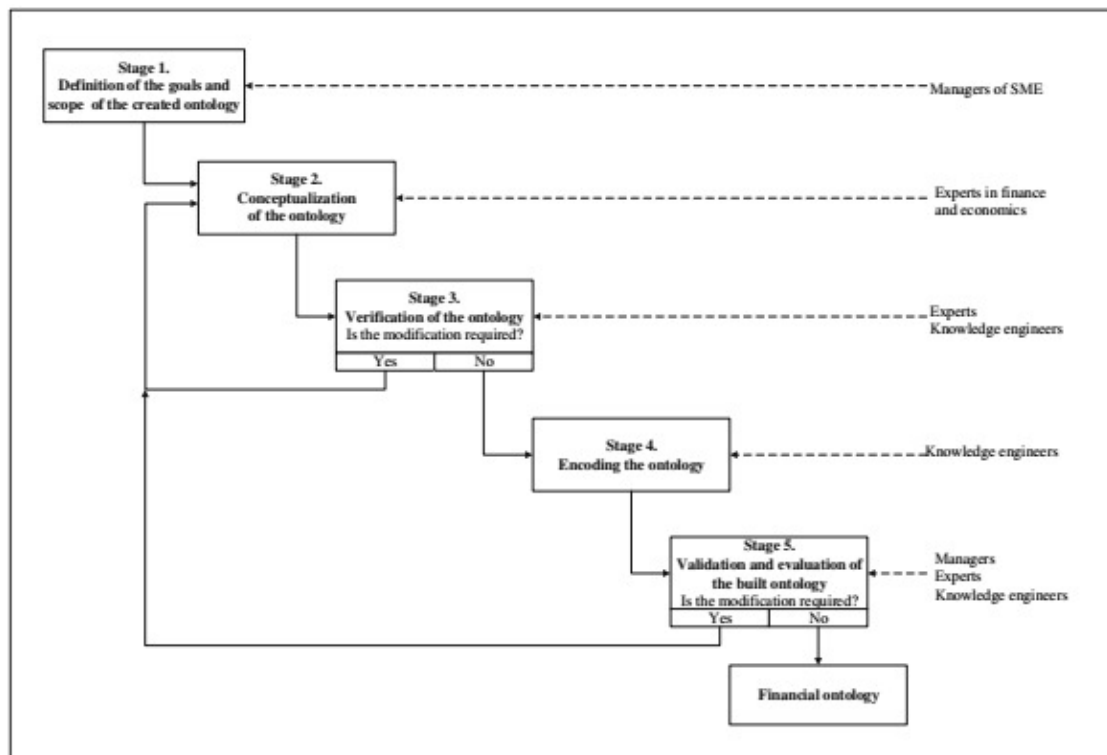 Stage 1.
Definition of the goals and
scope of the created ontology
Managers of SME
Stage 2.
Conceptualization
of the ontology
Experts in finance
and economics
Stage 3.
Verification of the ontology
Is the modification required?
Yes No
Experts
Knowledge engineers
Stage 4.
Encoding the ontology
Knowledge engineers
Stage 5.
Validation and evaluation of
the built ontology
Is the modification required?
Yes No
Managers
Experts
Knowledge engineers
Financial ontology